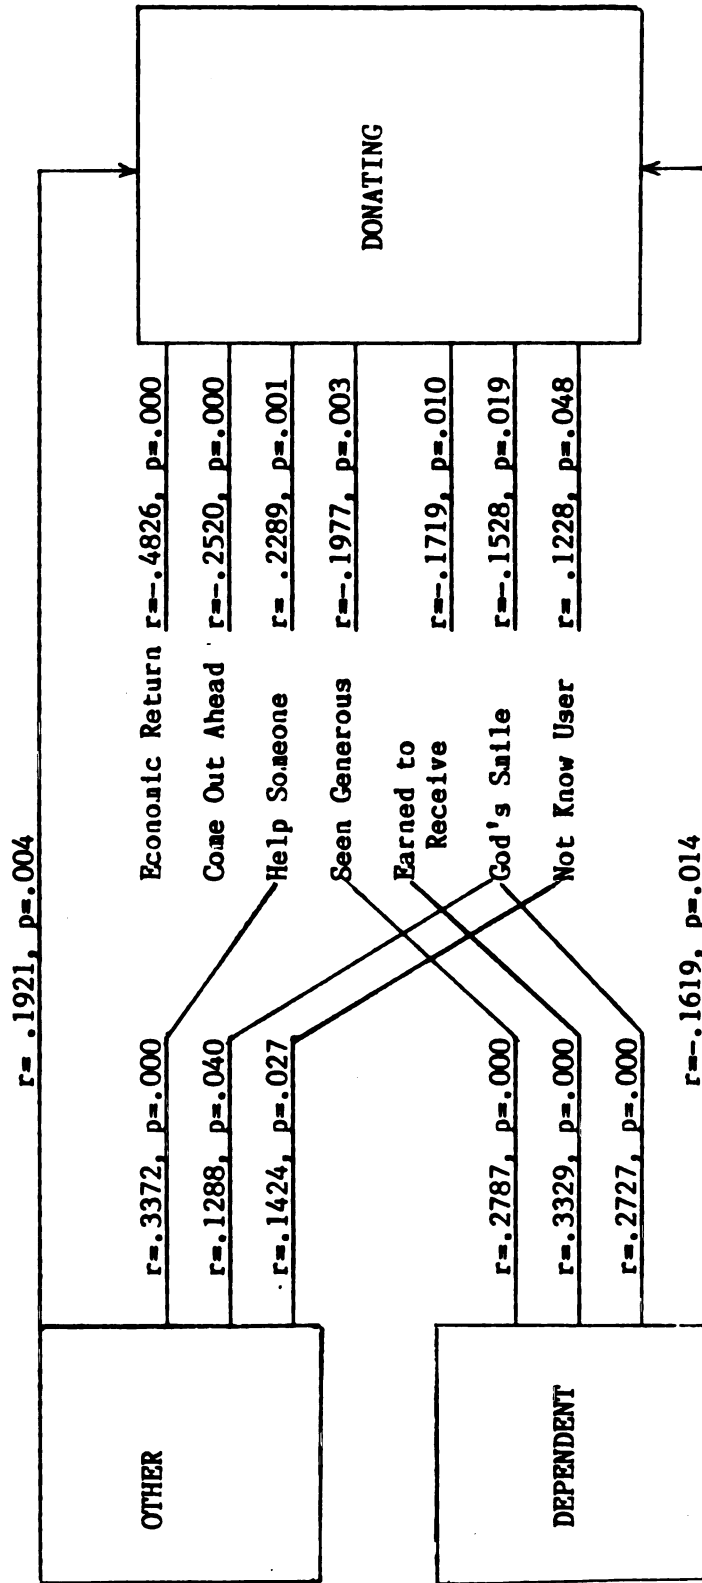 r= .1921, p=.004
OTHER
r=.3372, p=.000
r=.1288, p=.040
r=.1424, p=.027
DEPENDENT
r=.2787, p=.000
r=.3329, p=.000
r=.2727, p=.000
Economic Return r=-.4826, p=.000
Come Out Ahead r=-.2520, p=.000
Help Someone r= .2289, p=.001
Seen Generous r=-.1977, p=.003
Earned to
Receive r=-.1719, p=.010
God's Smile r=-.1528, p=.019
Not Know User r= .1228, p=.048
DONATING
r=-.1619, p=.014